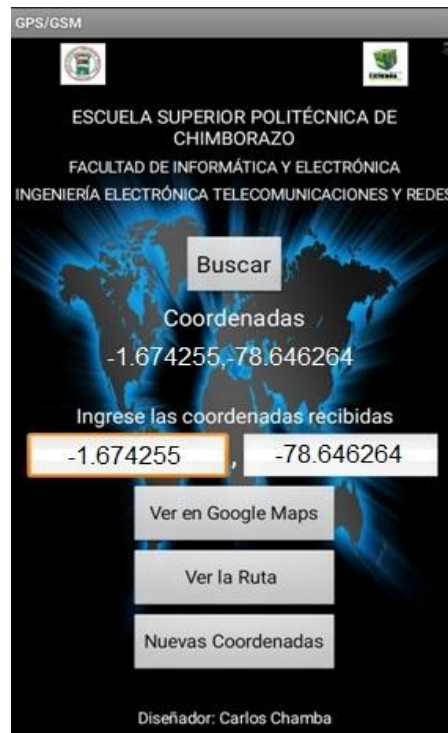 GPS/GSM
ESCUELA SUPERIOR POLITÉCNICA DE
CHIMBORAZO
FACULTAD DE INFORMÁTICA Y ELECTRÓNICA
INGENIERÍA ELECTRÓNICA TELECOMUNICACIONES Y REDES
Buscar
Coordenadas
-1.674255,-78.646264
Ingrese las coordenadas recibidas
-1.674255 , -78.646264
Ver en Google Maps
Ver la Ruta
Nuevas Coordenadas
Diseñador: Carlos Chamba